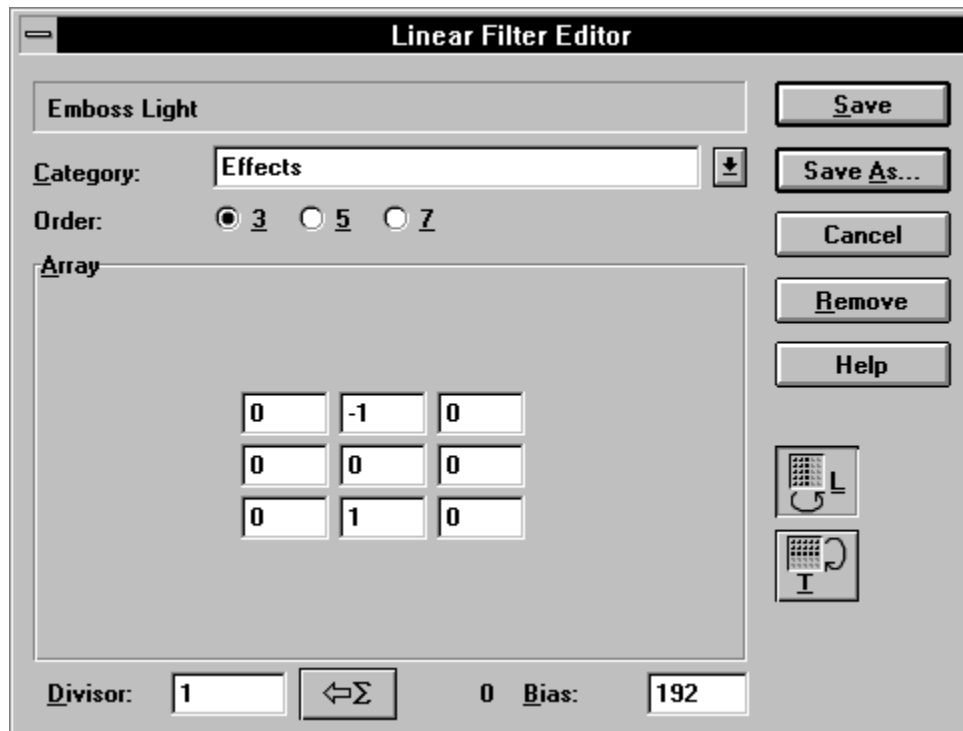 Linear Filter Editor
Emboss Light
Save
Category: Effects
Save As...
Order: 3 5 7
Cancel
Array
Remove
Help
0 -1 0
0 0 0
0 1 0
L
T
Divisor: 1 ⇦Σ 0 Bias: 192